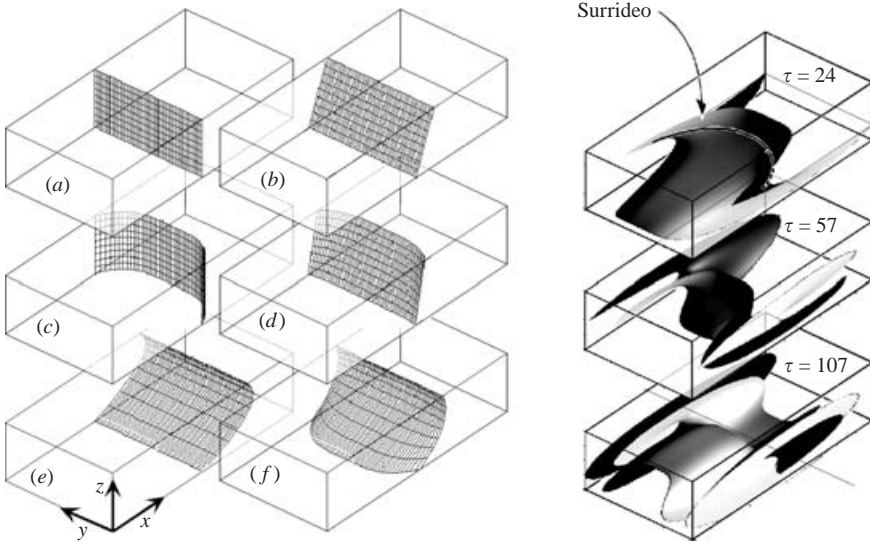 Surrideo
τ = 24
(a)
(b)
τ = 57
(c)
(d)
τ = 107
(e)
(f)
z
y
x